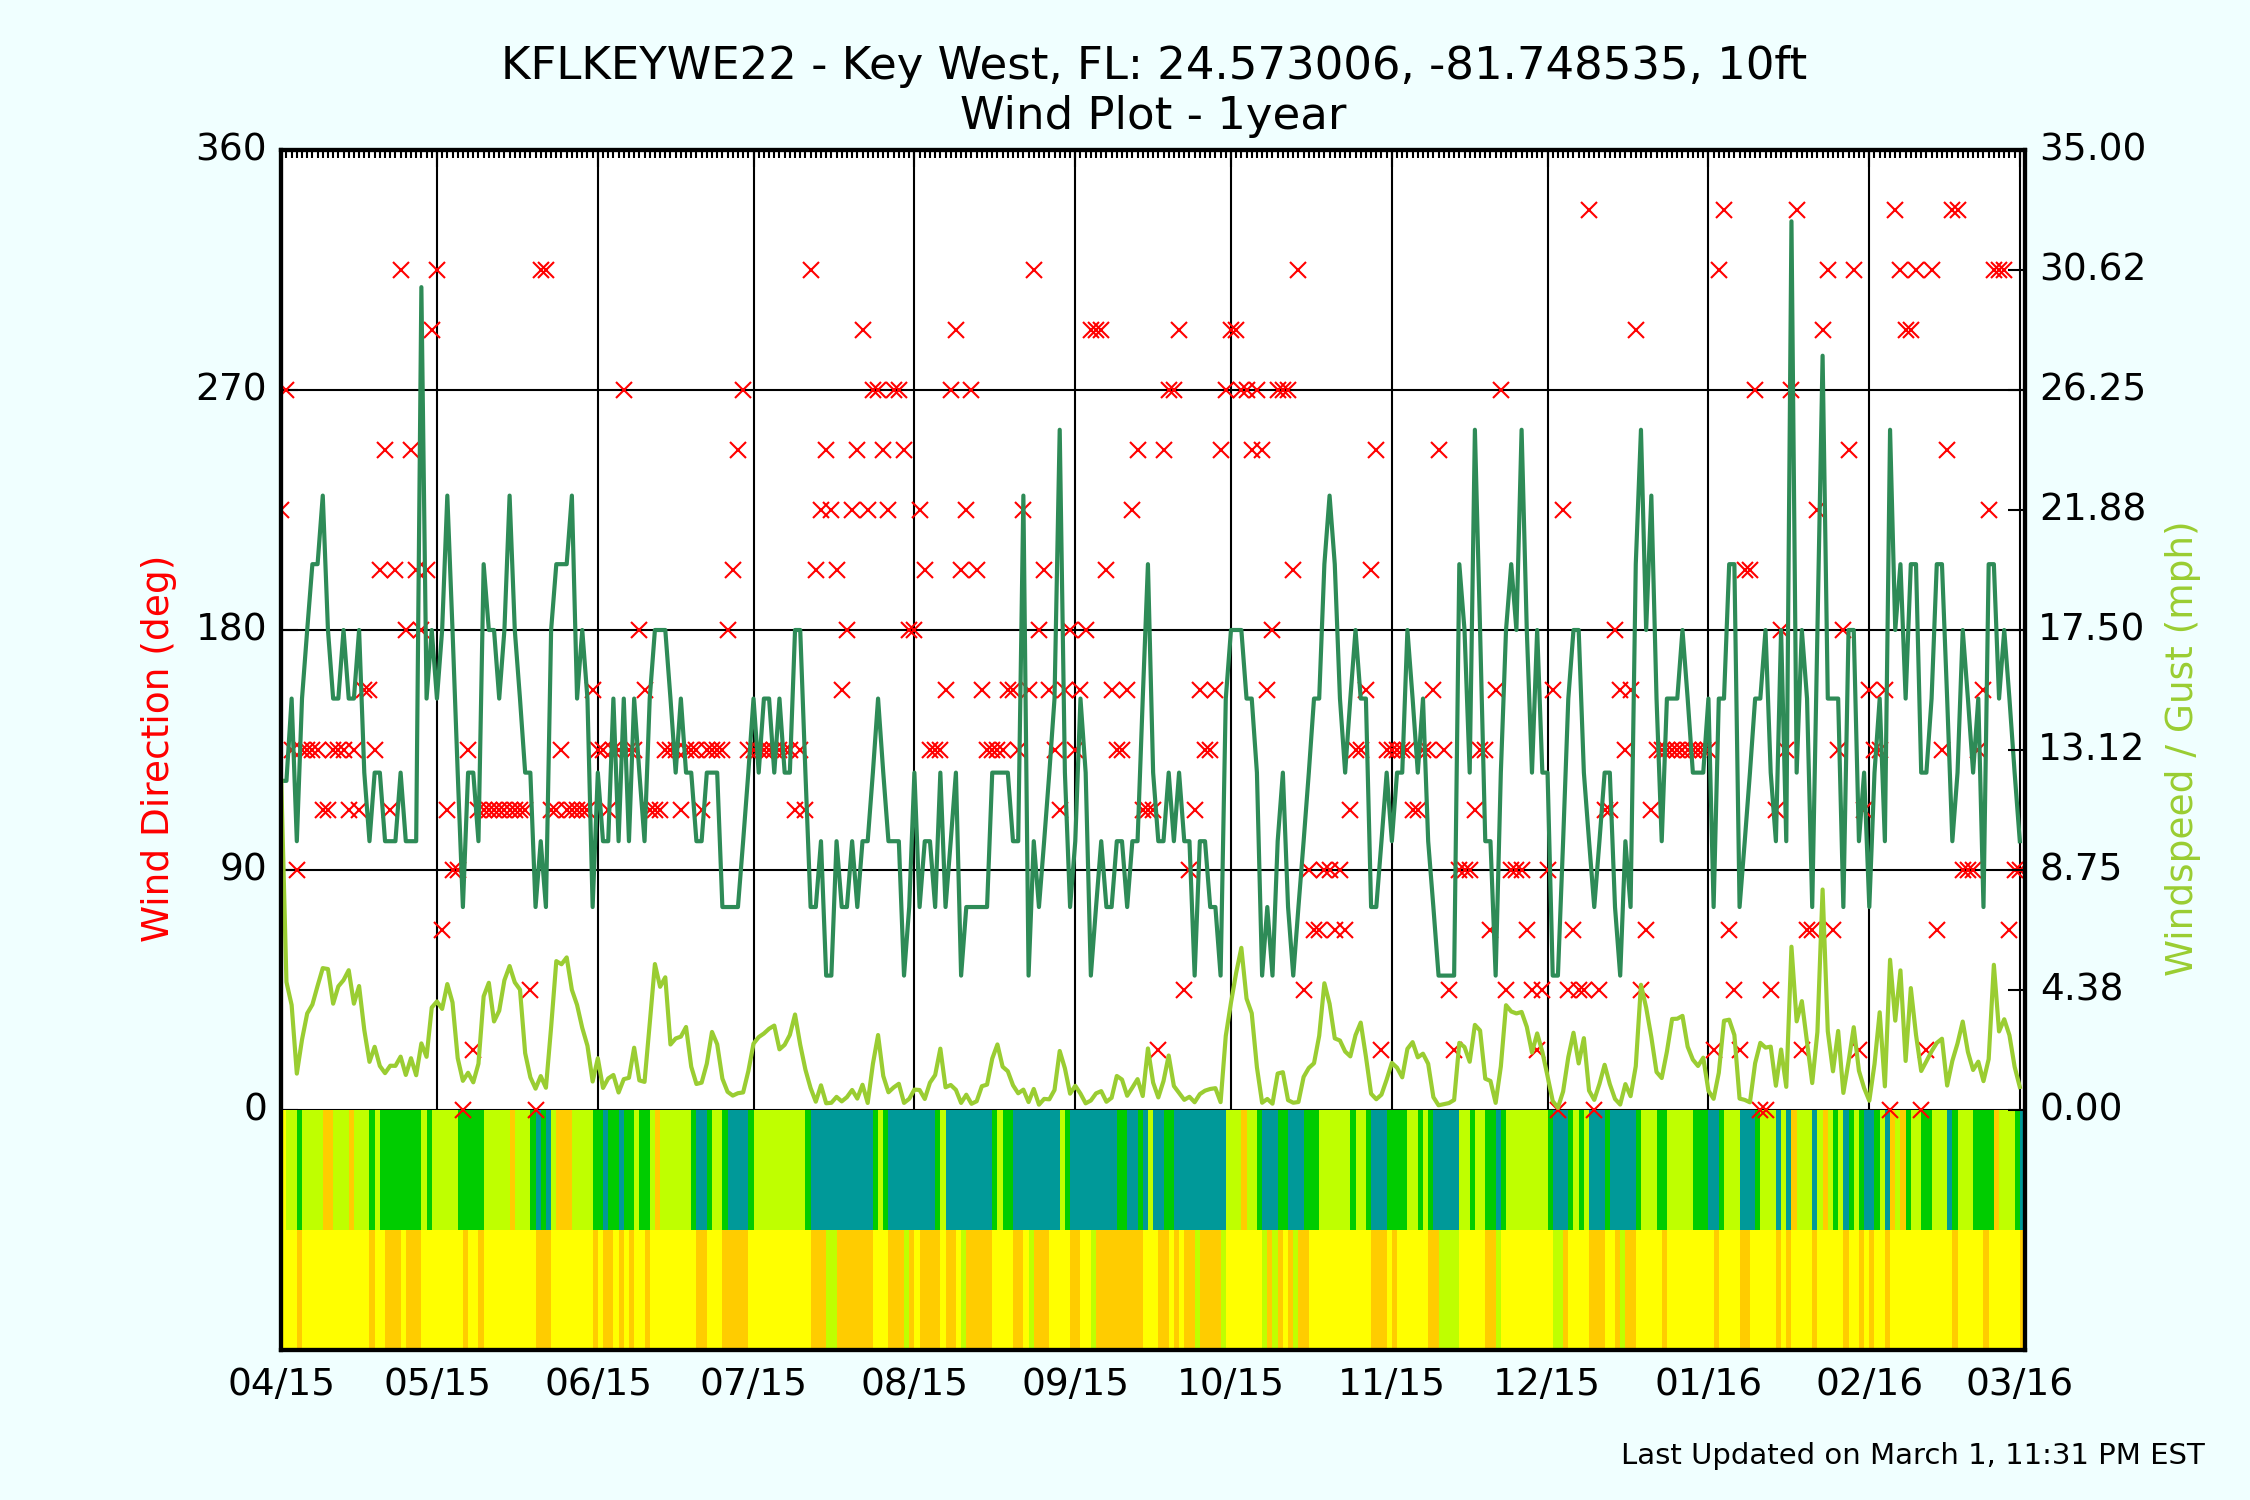 KFLKEYWE22 - Key West, FL: 24.573006, -81.748535, 10ft
Wind Plot - 1year
360
270
180
90
0
Wind Direction (deg)
35.00
30.62
26.25
21.88
17.50
13.12
8.75
4.38
0.00
Windspeed / Gust (mph)
04/15 05/15 06/15 07/15 08/15 09/15 10/15 11/15 12/15 01/16 02/16 03/16
Last Updated on March 1, 11:31 PM EST